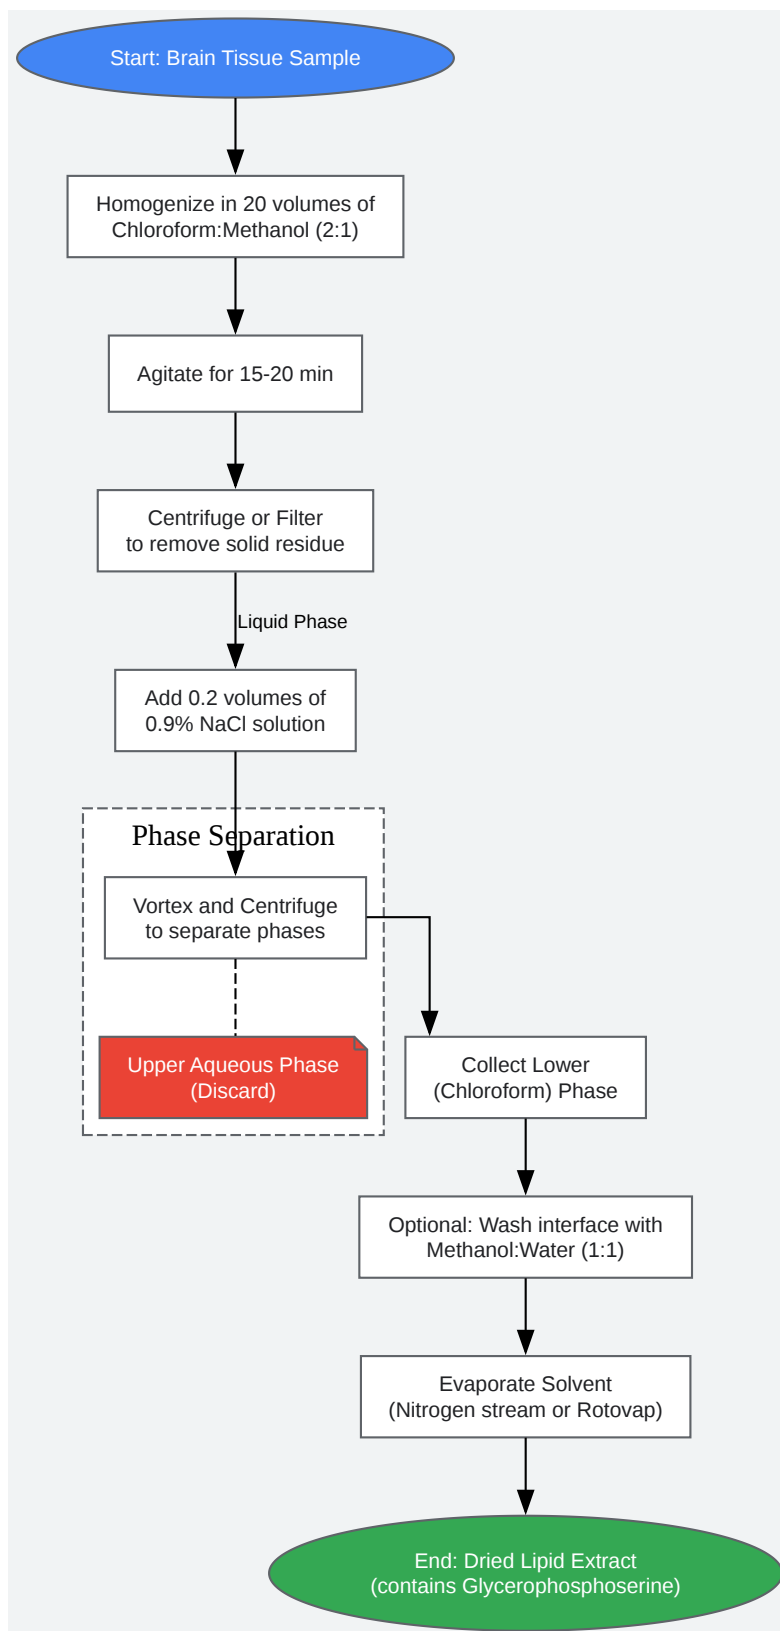 Start: Brain Tissue Sample
Homogenize in 20 volumes of
Chloroform:Methanol (2:1)
Agitate for 15-20 min
Centrifuge or Filter
to remove solid residue
Liquid Phase
Add 0.2 volumes of
0.9% NaCl solution
Phase Separation
Vortex and Centrifuge
to separate phases
Upper Aqueous Phase
(Discard)
Collect Lower
(Chloroform) Phase
Optional: Wash interface with
Methanol:Water (1:1)
Evaporate Solvent
(Nitrogen stream or Rotovap)
End: Dried Lipid Extract
(contains Glycerophosphoserine)